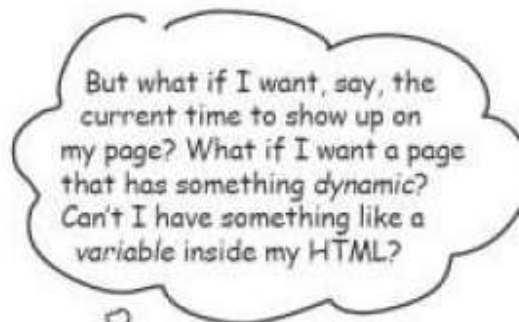 But what if I want, say, the
current time to show up on
my page? What if I want a page
that has something dynamic?
Can't I have something like a
variable inside my HTML?